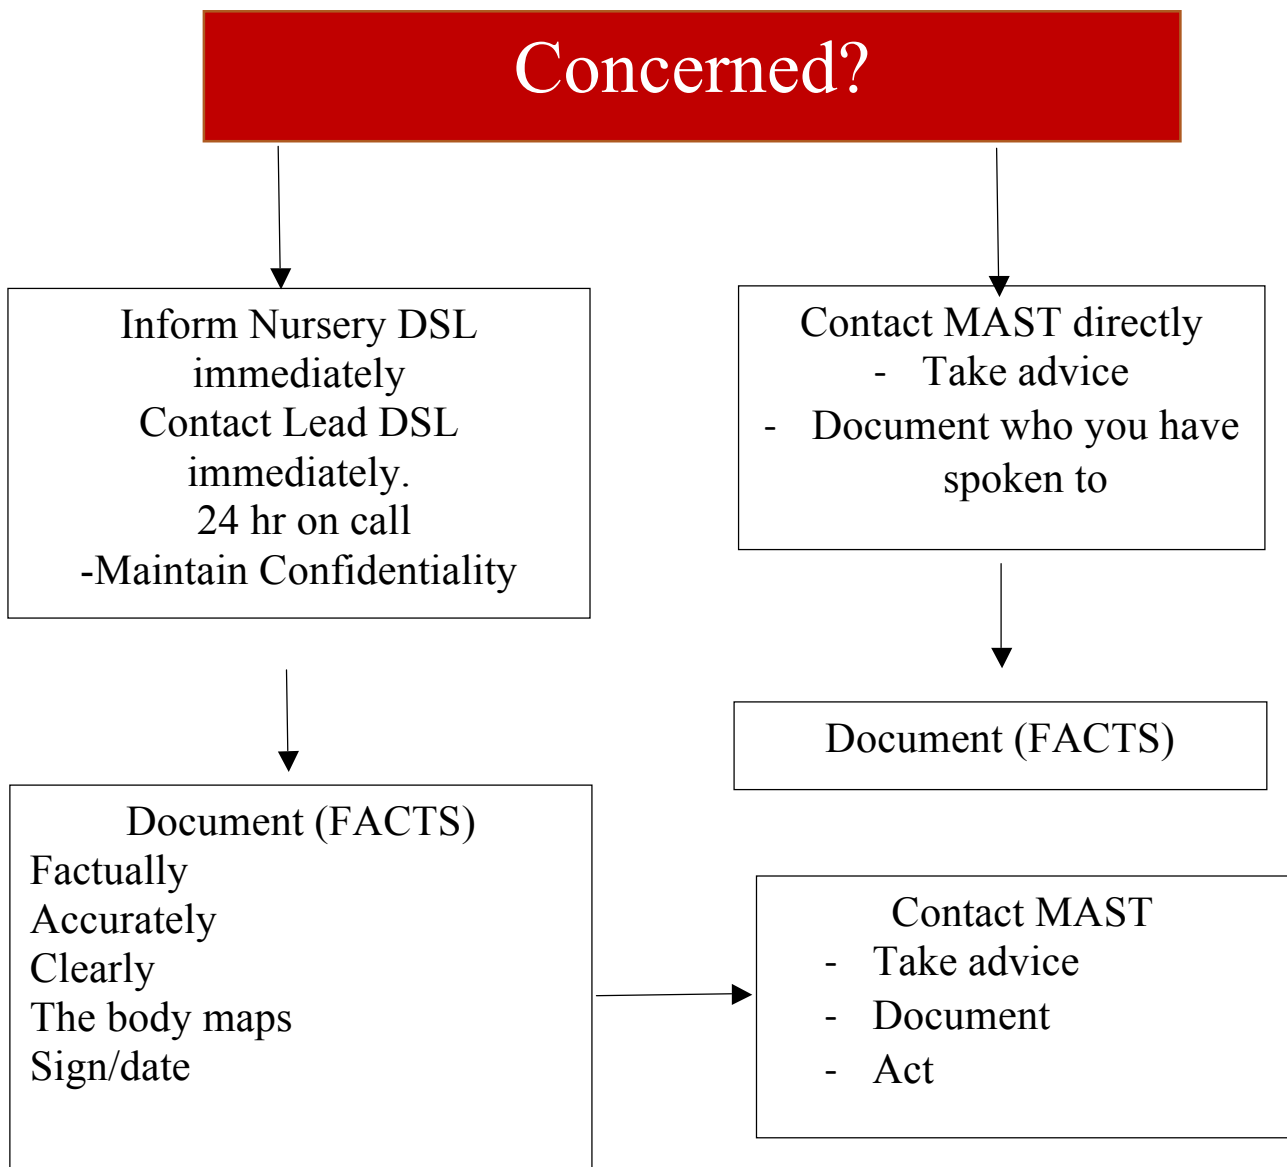 Concerned?
Inform Nursery DSL
immediately
Contact Lead DSL
immediately.
24 hr on call
-Maintain Confidentiality
Contact MAST directly
- Take advice
- Document who you have
spoken to
Document (FACTS)
Document (FACTS)
Factually
Accurately
Clearly
The body maps
Sign/date
Contact MAST
- Take advice
- Document
- Act